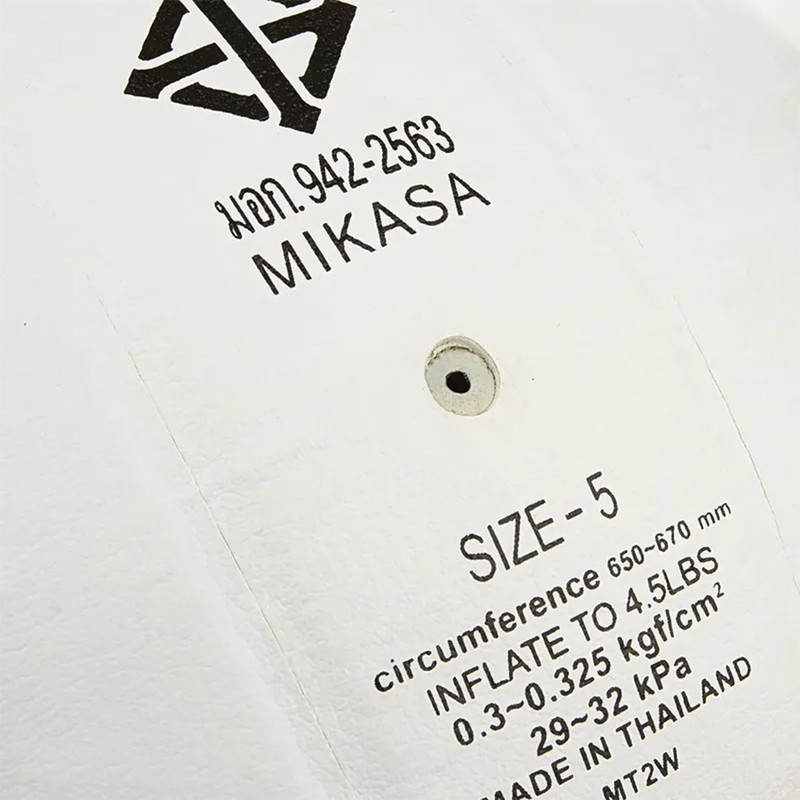 มอก.942-2563
MIKASA
SIZE-5
circumference 650~670 mm
INFLATE TO 4.5LBS
0.3~0.325 kgf/cm²
29~32 kPa
MADE IN THAILAND
MT2W